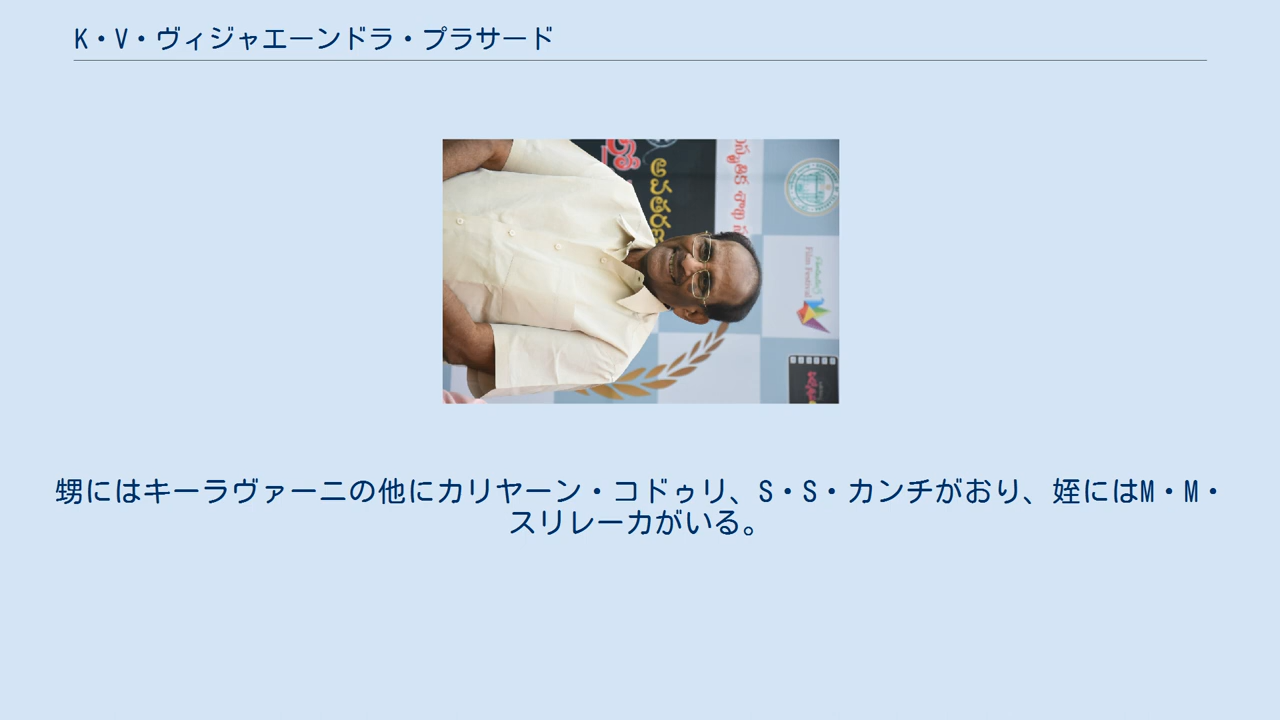 K・V・ヴィジャエーンドラ・プラサード
Film Festival
甥にはキーラヴァーニの他にカリヤーン・コドゥリ、S・S・カンチがおり、姪にはM・M・
スリレーカがいる。